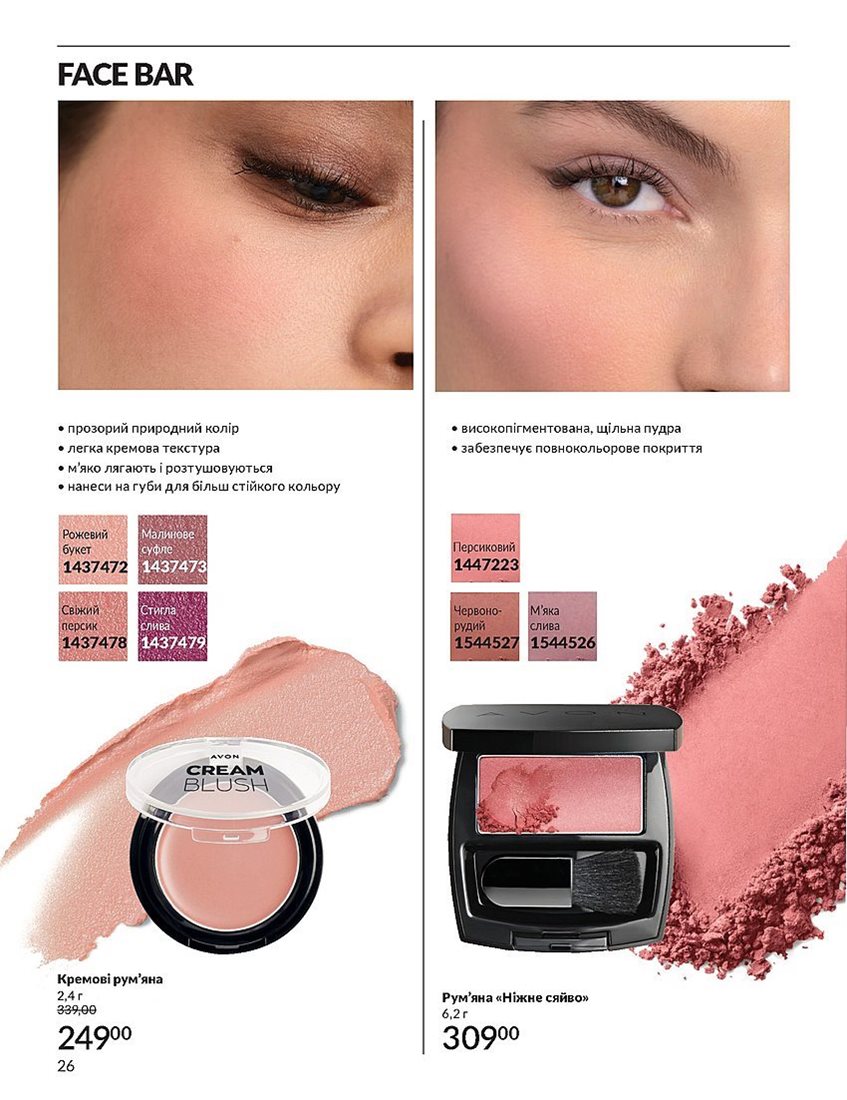 FACE BAR
• прозорий природний колір
• легка кремова текстура
• м'яко лягають і розтушовуються
• нанеси на губи для більш стійкого кольору
Рожевий
букет
1437472
Малинове
суфле
1437473
Свіжий
персик
1437478
Стигла
слива
1437479
AVON
CREAM
BLUSH
Кремові рум'яна
2,4 г
339,00
24900
26
• високопігментована, щільна пудра
• забезпечує повнокольорове покриття
Персиковий
1447223
Червоно-
рудий
1544527
М'яка
слива
1544526
AVON
Рум'яна «Ніжне сяйво»
6,2 г
30900